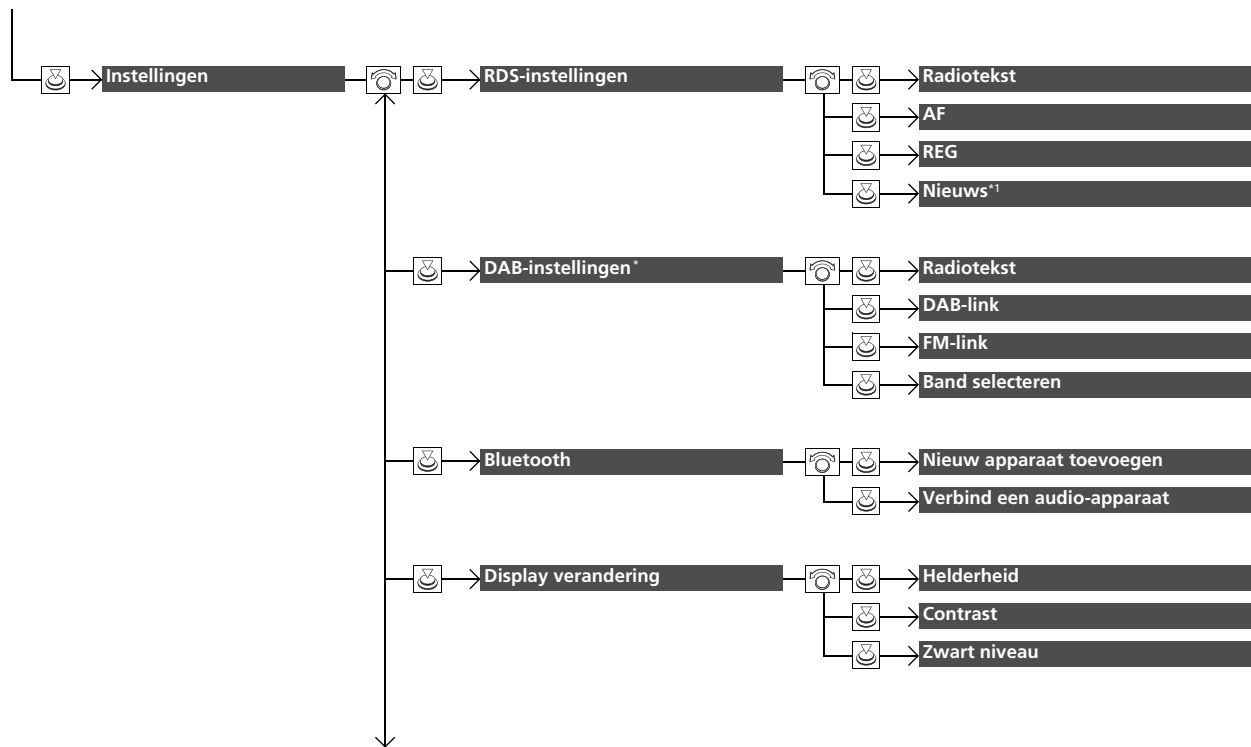 Instellingen
RDS-instellingen
Radiotekst
AF
REG
Nieuws*1
DAB-instellingen*
Radiotekst
DAB-link
FM-link
Band selecteren
Bluetooth
Nieuw apparaat toevoegen
Verbind een audio-apparaat
Display verandering
Helderheid
Contrast
Zwart niveau